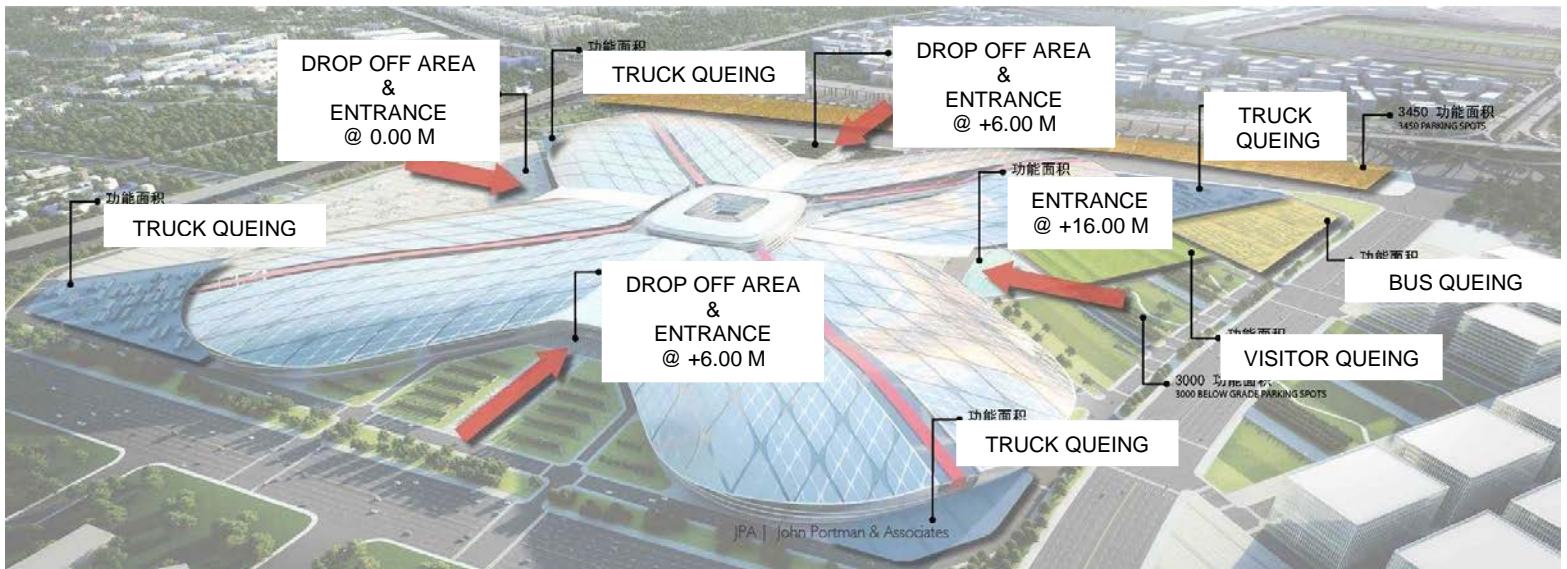 功能面积
DROP OFF AREA
&
ENTRANCE
@ 0.00 M
TRUCK QUEING
DROP OFF AREA
&
ENTRANCE
@ +6.00 M
TRUCK
QUEING
3450 功能面积
3450 PARKING SPOTS
功能面积
TRUCK QUEING
功能面积
ENTRANCE
@ +16.00 M
功能面积
BUS QUEING
DROP OFF AREA
&
ENTRANCE
@ +6.00 M
功能面积
VISITOR QUEING
3000 功能面积
3000 BELOW GRADE PARKING SPOTS
功能面积
TRUCK QUEING
JPA | John Portman & Associates